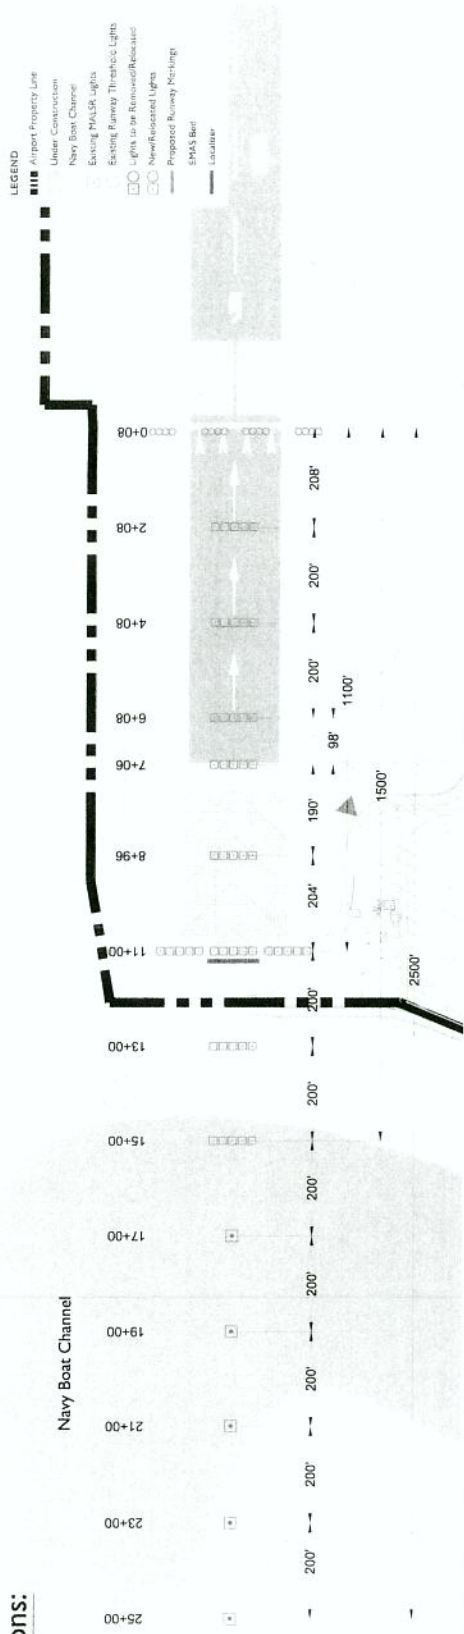 ons:
LEGEND
Airport Property Line
Under Construction
Navy Boat Channel
Existing MALSR Lights
Existing Runway Threshold Lights
Lights to be Removed/Relocated
New/Relocated Lights
Proposed Runway Markings
EMAS Bed
Localizer
Navy Boat Channel
25+00
23+00
21+00
19+00
17+00
15+00
13+00
11+00
8+96
7+06
6+08
4+08
2+08
0+08
200'
200'
200'
200'
200'
200'
200'
204'
190'
98'
200'
200'
208'
1100'
1500'
2500'